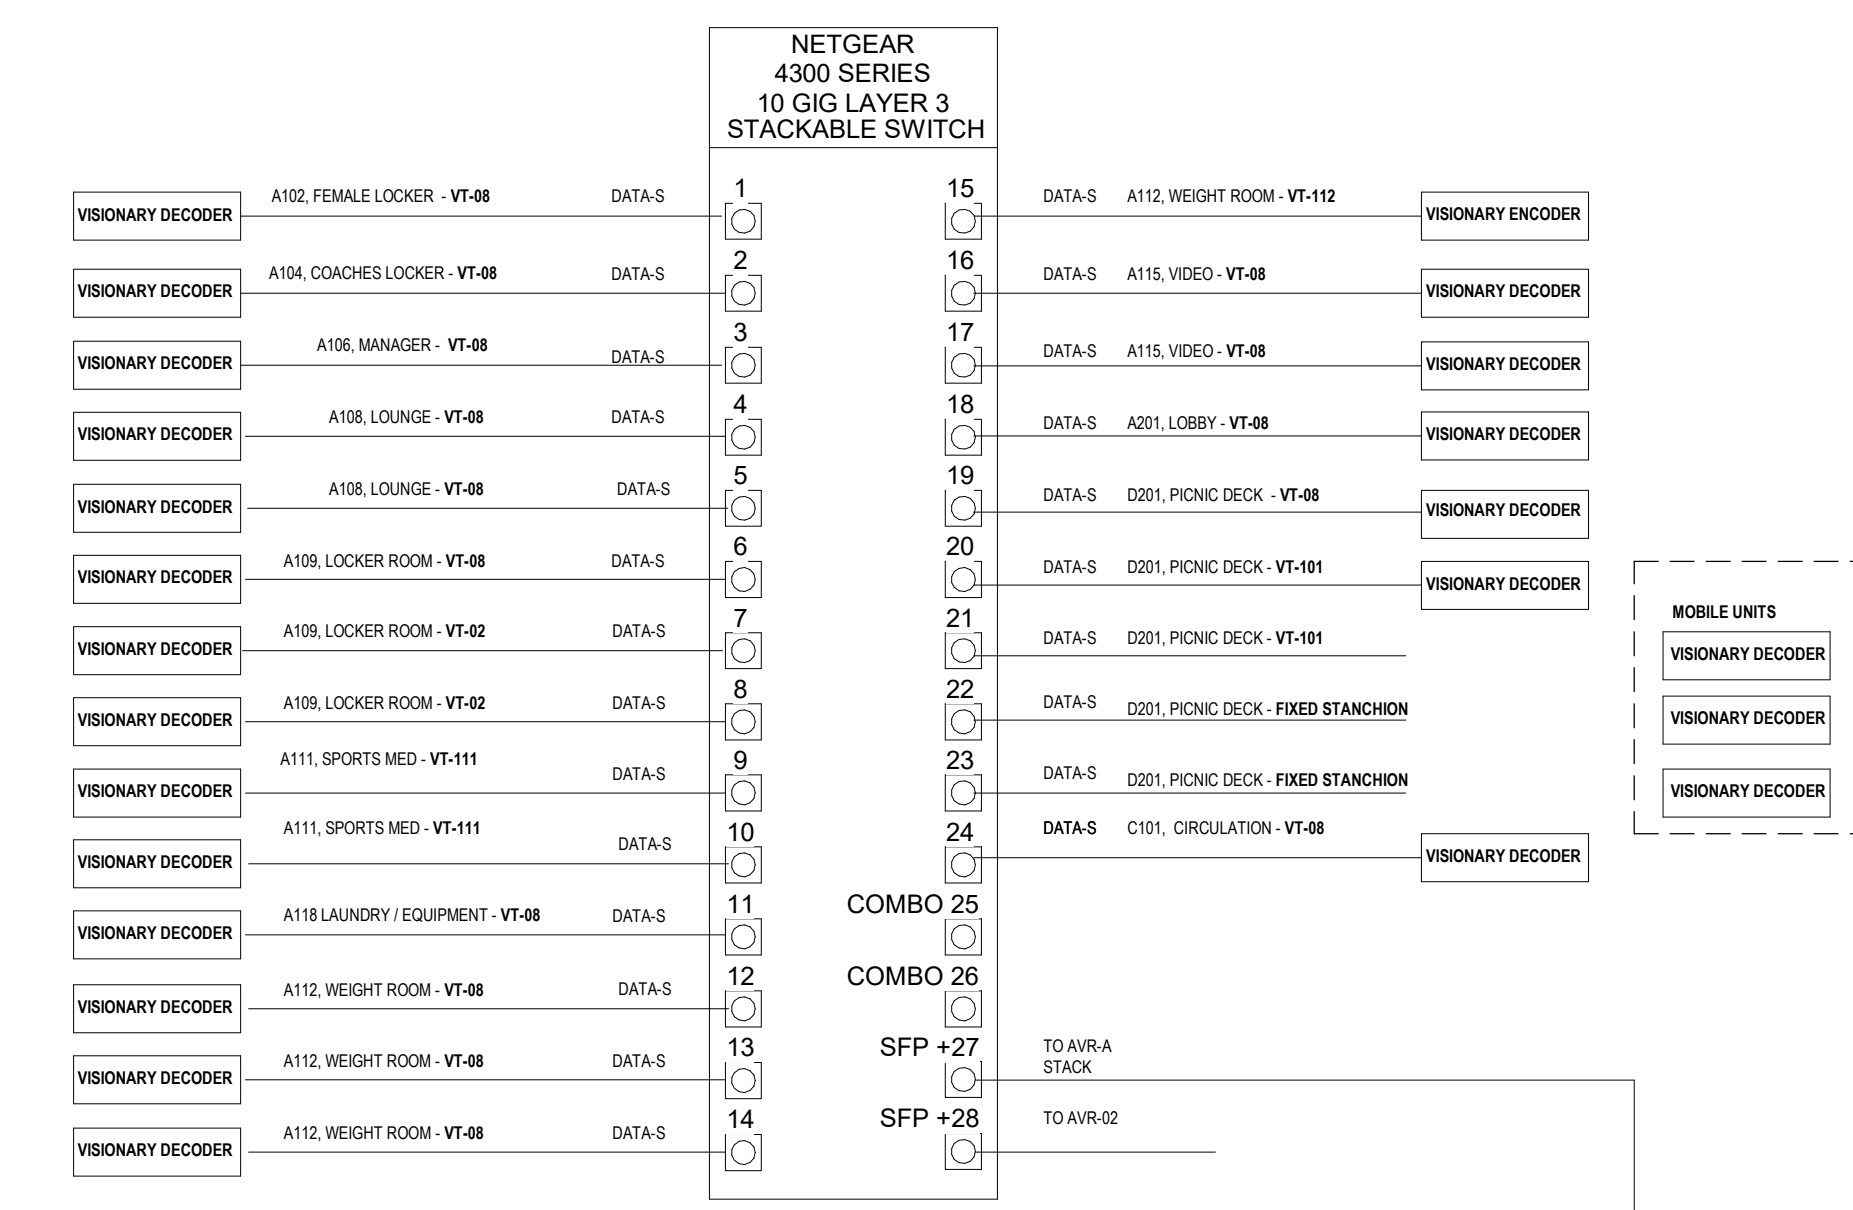 NETGEAR
4300 SERIES
10 GIG LAYER 3
STACKABLE SWITCH
VISIONARY DECODER A102, FEMALE LOCKER - VT-08 DATA-S 1
VISIONARY DECODER A104, COACHES LOCKER - VT-08 DATA-S 2
VISIONARY DECODER A106, MANAGER - VT-08 DATA-S 3
VISIONARY DECODER A108, LOUNGE - VT-08 DATA-S 4
VISIONARY DECODER A108, LOUNGE - VT-08 DATA-S 5
VISIONARY DECODER A109, LOCKER ROOM - VT-08 DATA-S 6
VISIONARY DECODER A109, LOCKER ROOM - VT-02 DATA-S 7
VISIONARY DECODER A109, LOCKER ROOM - VT-02 DATA-S 8
VISIONARY DECODER A111, SPORTS MED - VT-111 DATA-S 9
VISIONARY DECODER A111, SPORTS MED - VT-111 DATA-S 10
VISIONARY DECODER A118 LAUNDRY / EQUIPMENT - VT-08 DATA-S 11
VISIONARY DECODER A112, WEIGHT ROOM - VT-08 DATA-S 12
VISIONARY DECODER A112, WEIGHT ROOM - VT-08 DATA-S 13
VISIONARY DECODER A112, WEIGHT ROOM - VT-08 DATA-S 14
15 DATA-S A112, WEIGHT ROOM - VT-112 VISIONARY ENCODER
16 DATA-S A115, VIDEO - VT-08 VISIONARY DECODER
17 DATA-S A115, VIDEO - VT-08 VISIONARY DECODER
18 DATA-S A201, LOBBY - VT-08 VISIONARY DECODER
19 DATA-S D201, PICNIC DECK - VT-08 VISIONARY DECODER
20 DATA-S D201, PICNIC DECK - VT-101 VISIONARY DECODER
21 DATA-S D201, PICNIC DECK - VT-101
22 DATA-S D201, PICNIC DECK - FIXED STANCHION
23 DATA-S D201, PICNIC DECK - FIXED STANCHION
24 DATA-S C101, CIRCULATION - VT-08 VISIONARY DECODER
COMBO 25
COMBO 26
SFP +27 TO AVR-A
STACK
SFP +28 TO AVR-02
MOBILE UNITS
VISIONARY DECODER
VISIONARY DECODER
VISIONARY DECODER